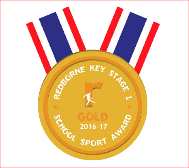 REDBORNE KEY STAGE 1
GOLD
2016-17
SCHOOL SPORT AWARD